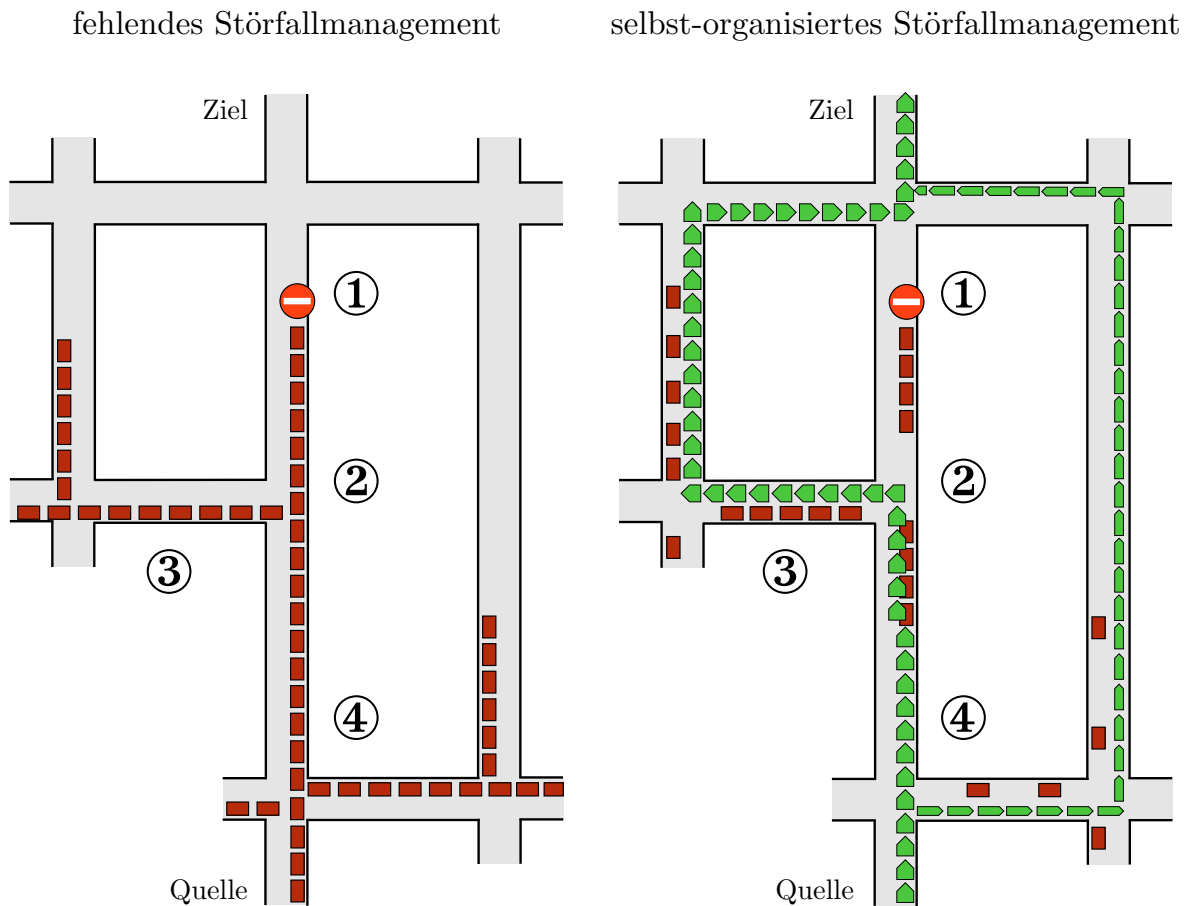 fehlendes Störfallmanagement
selbst-organisiertes Störfallmanagement
Ziel
Ziel
1
1
2
2
3
3
4
4
Quelle
Quelle